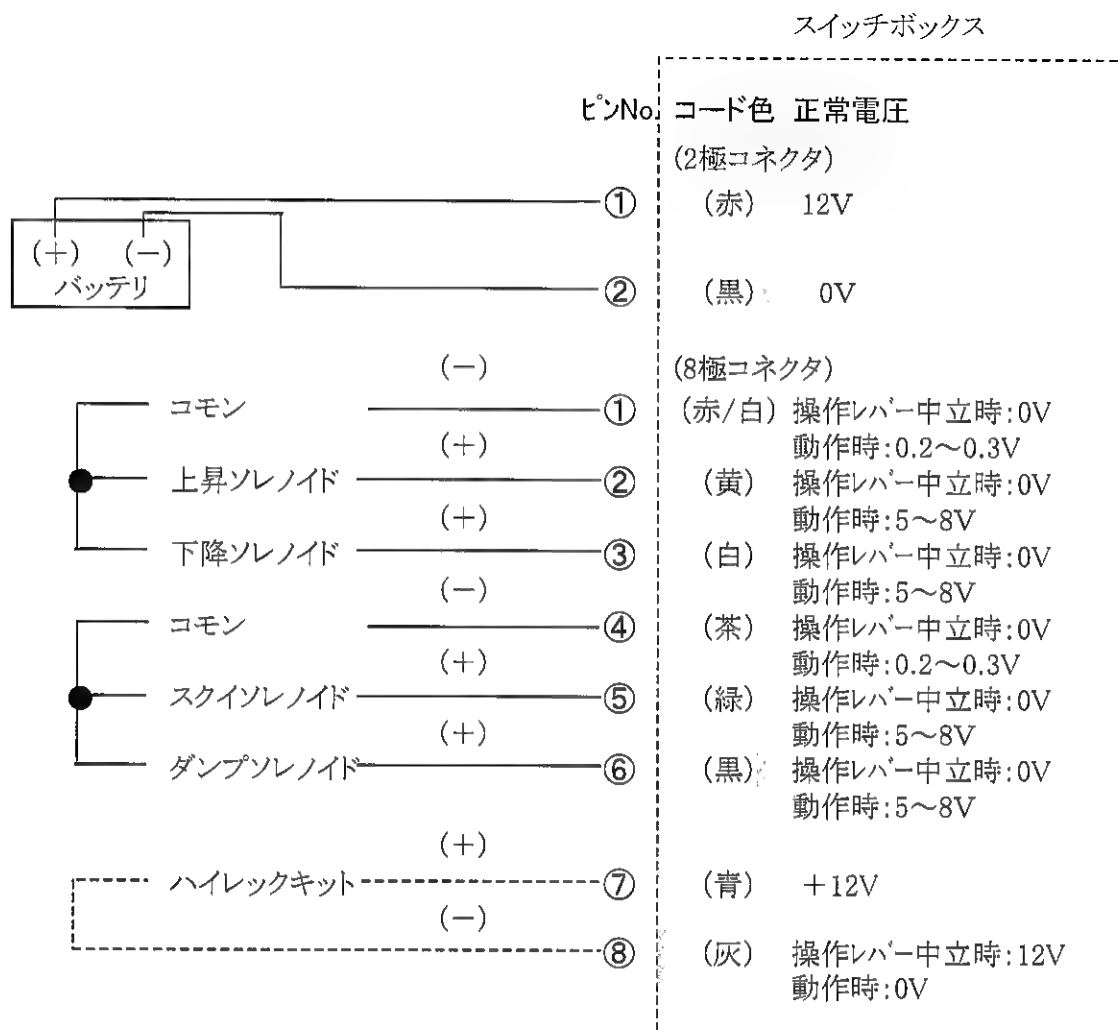 スイッチボックス
ピンNo. コード色 正常電圧
(2極コネクタ)
① (赤) 12V
(+) (-)
バッテリ
② (黒) 0V
(-) (8極コネクタ)
コモン ① (赤/白) 操作レバー中立時:0V
(+) 動作時:0.2~0.3V
上昇ソレノイド ② (黄) 操作レバー中立時:0V
(+) 動作時:5~8V
下降ソレノイド ③ (白) 操作レバー中立時:0V
(-) 動作時:5~8V
コモン ④ (茶) 操作レバー中立時:0V
(+) 動作時:0.2~0.3V
スクイソレノイド ⑤ (緑) 操作レバー中立時:0V
(+) 動作時:5~8V
ダンプソレノイド ⑥ (黒) 操作レバー中立時:0V
動作時:5~8V
(+)
ハイレックキット ⑦ (青) +12V
(-)
⑧ (灰) 操作レバー中立時:12V
動作時:0V